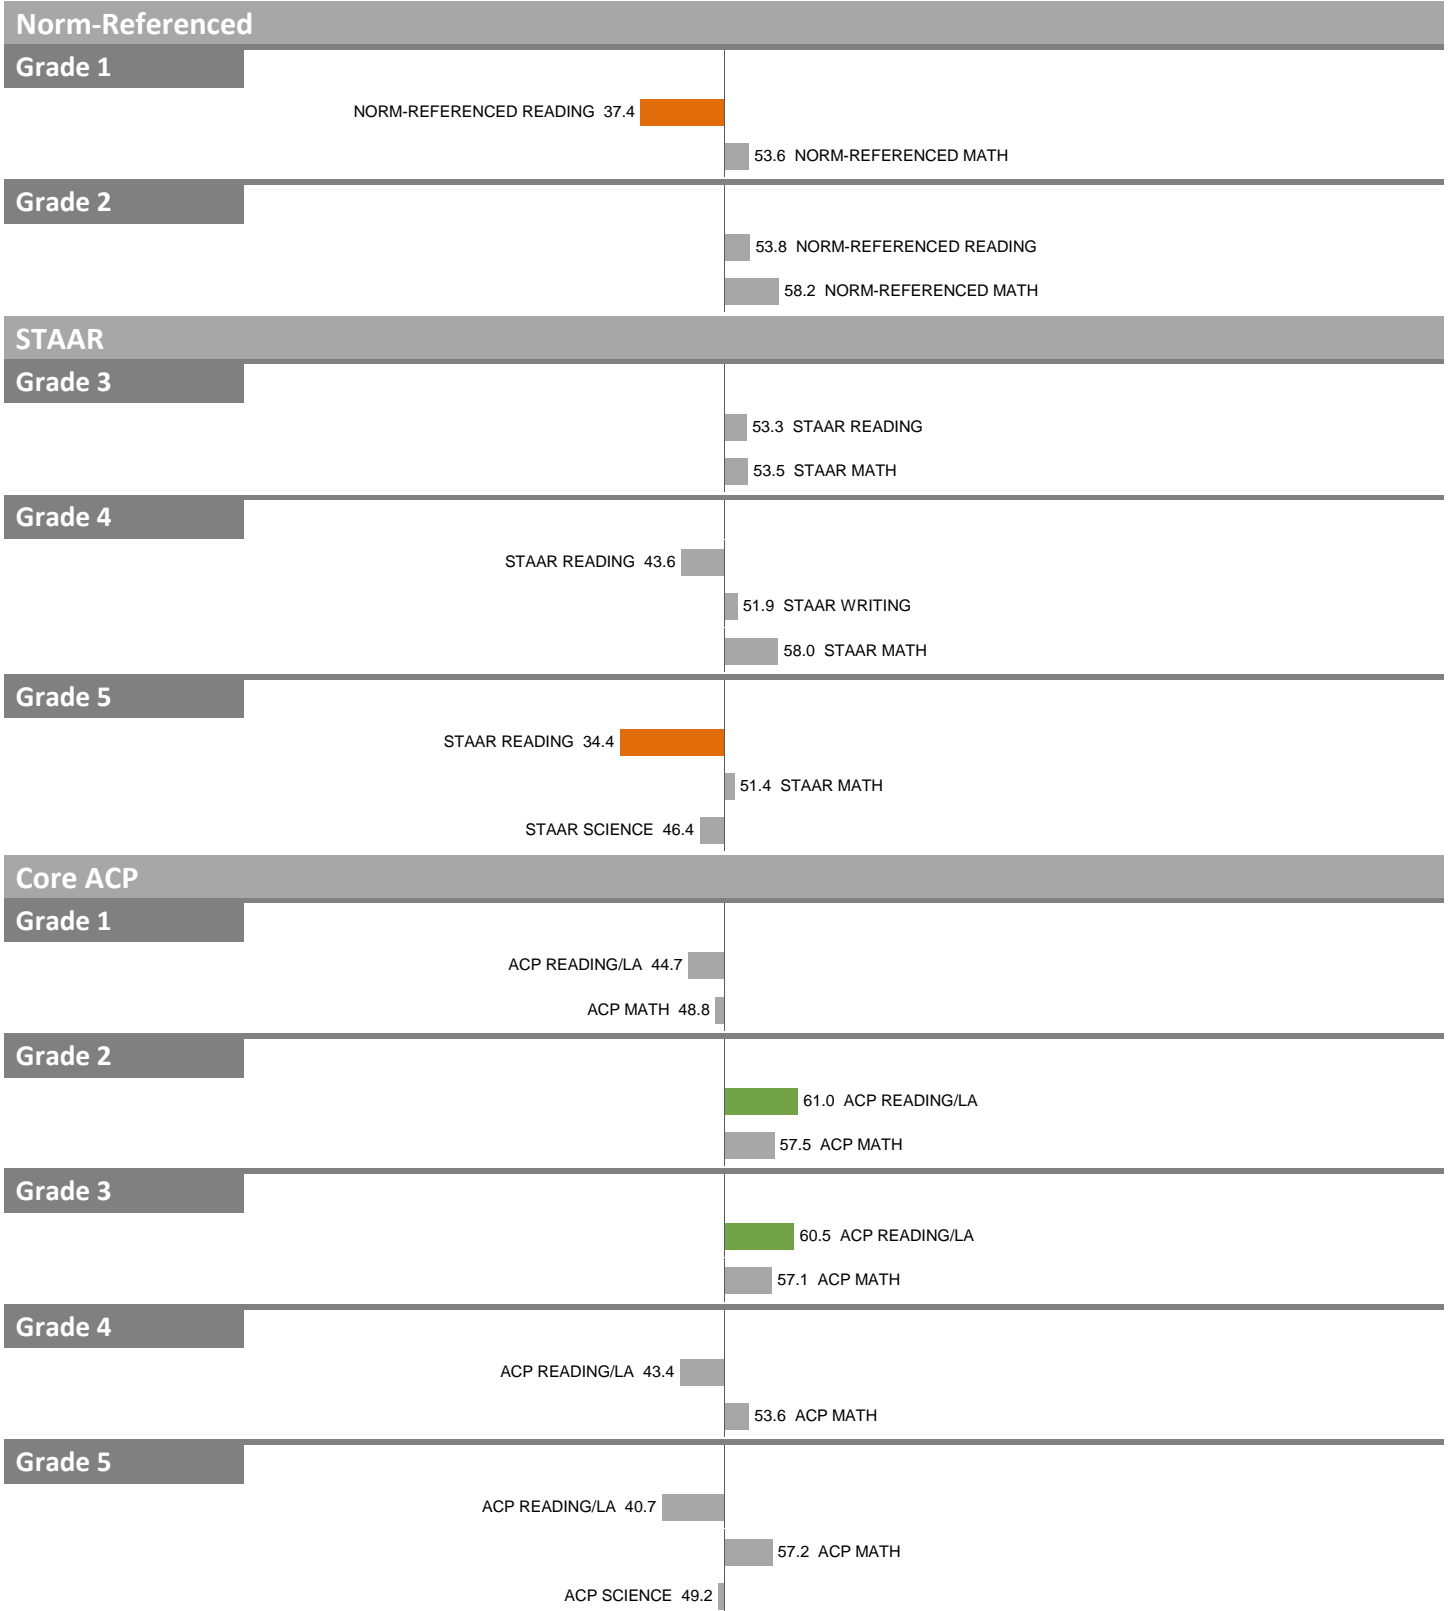 Norm-Referenced
Grade 1
NORM-REFERENCED READING 37.4
53.6 NORM-REFERENCED MATH
Grade 2
53.8 NORM-REFERENCED READING
58.2 NORM-REFERENCED MATH
STAAR
Grade 3
53.3 STAAR READING
53.5 STAAR MATH
Grade 4
STAAR READING 43.6
51.9 STAAR WRITING
58.0 STAAR MATH
Grade 5
STAAR READING 34.4
51.4 STAAR MATH
STAAR SCIENCE 46.4
Core ACP
Grade 1
ACP READING/LA 44.7
ACP MATH 48.8
Grade 2
61.0 ACP READING/LA
57.5 ACP MATH
Grade 3
60.5 ACP READING/LA
57.1 ACP MATH
Grade 4
ACP READING/LA 43.4
53.6 ACP MATH
Grade 5
ACP READING/LA 40.7
57.2 ACP MATH
ACP SCIENCE 49.2